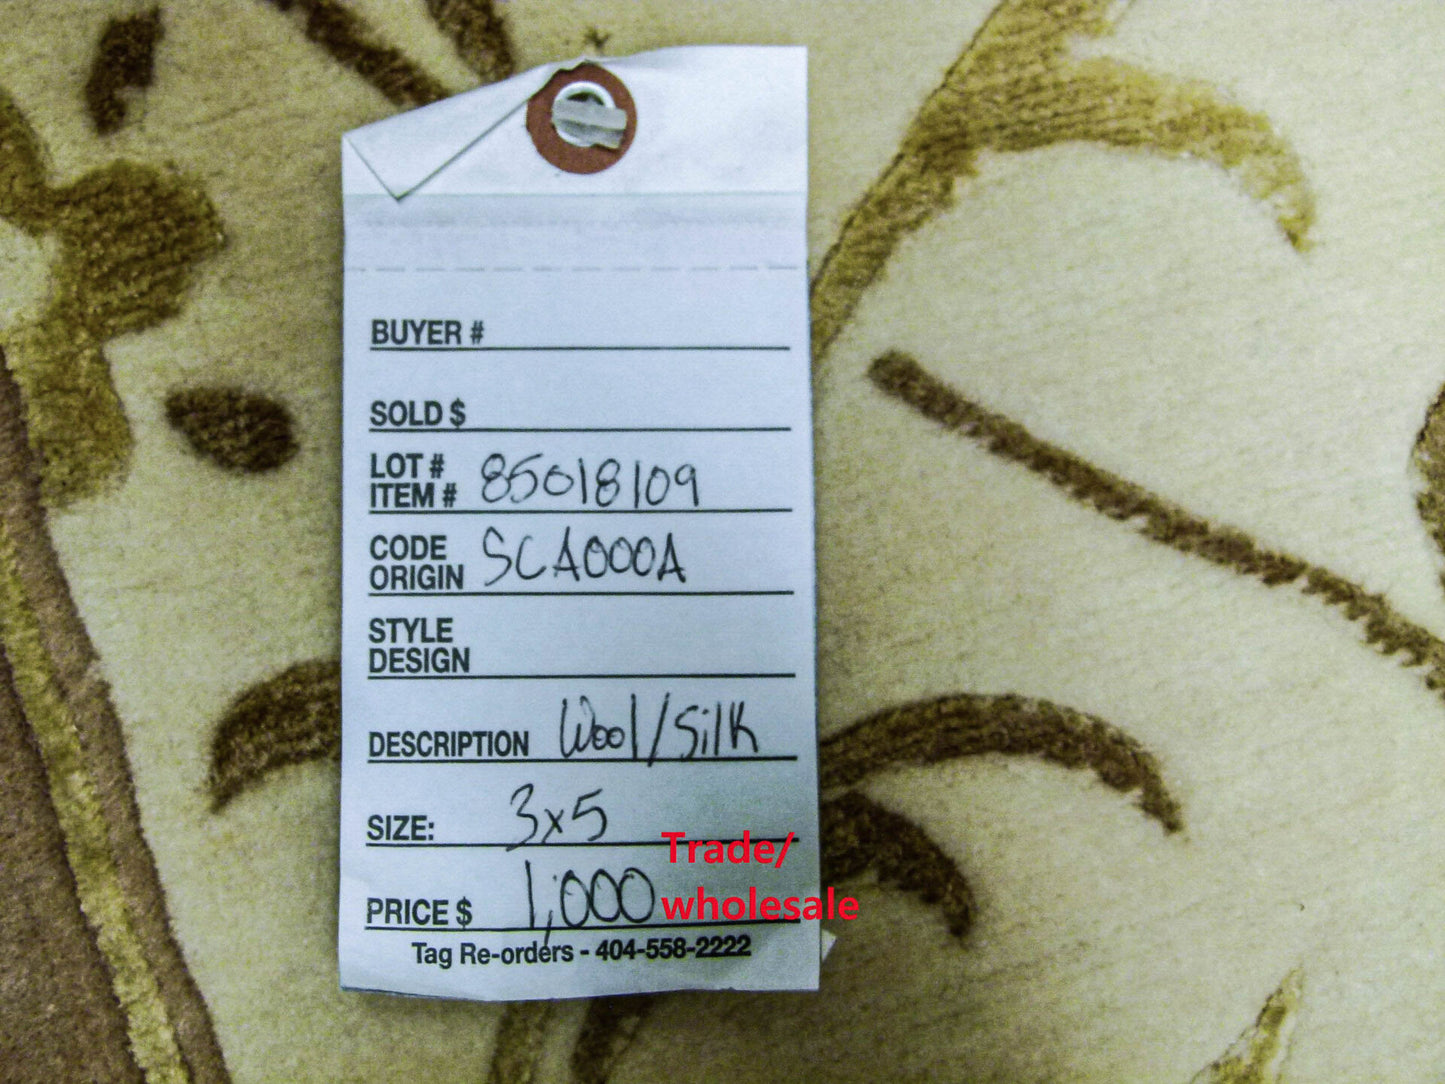 BUYER #
SOLD $
LOT #
ITEM # 85018109
CODE
ORIGIN SCA000A
STYLE
DESIGN
DESCRIPTION Wool/Silk
SIZE: 3x5
Trade/
PRICE $ 1,000 wholesale
Tag Re-orders - 404-558-2222